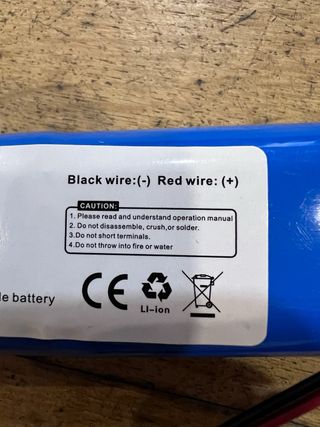 Black wire:(-) Red wire: (+)
CAUTION:
1. Please read and understand operation manual
2. Do not disassemble, crush,or solder.
3.Do not short terminals.
4.Do not throw into fire or water
le battery
CE
Li-ion